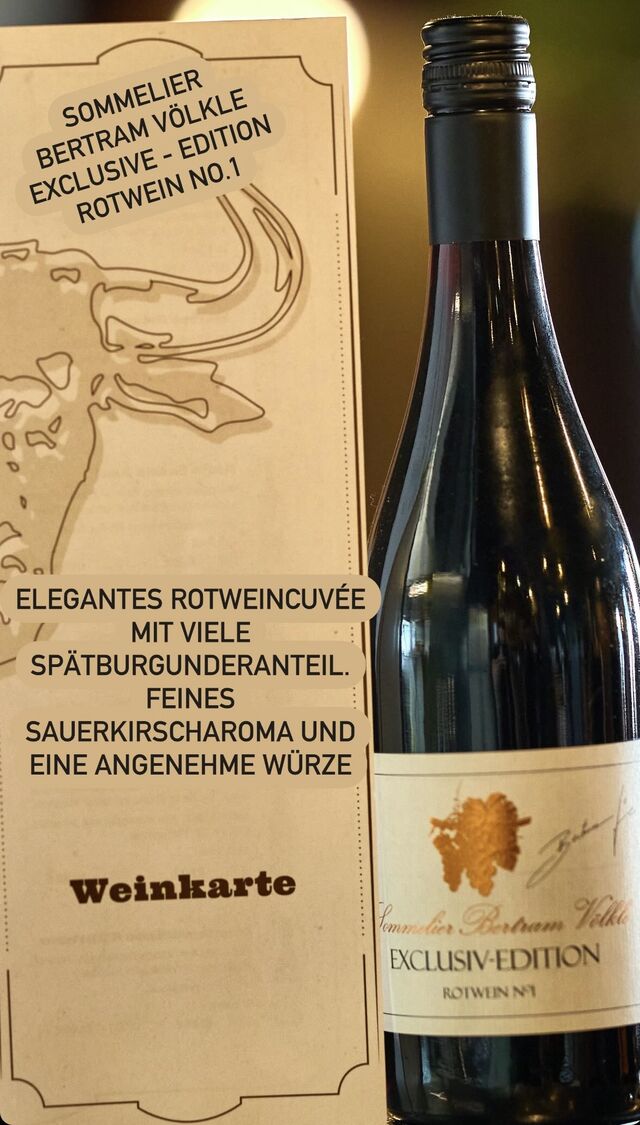 SOMMELIER
BERTRAM VÖLKLE
EXCLUSIVE - EDITION
ROTWEIN NO.1
ELEGANTES ROTWEINCUVÉE
MIT VIELE
SPÄTBURGUNDERANTEIL.
FEINES
SAUERKIRSCHAROMA UND
EINE ANGENEHME WÜRZE
Weinkarte
Sommelier Bertram Völkle
EXCLUSIV-EDITION
ROTWEIN N°1